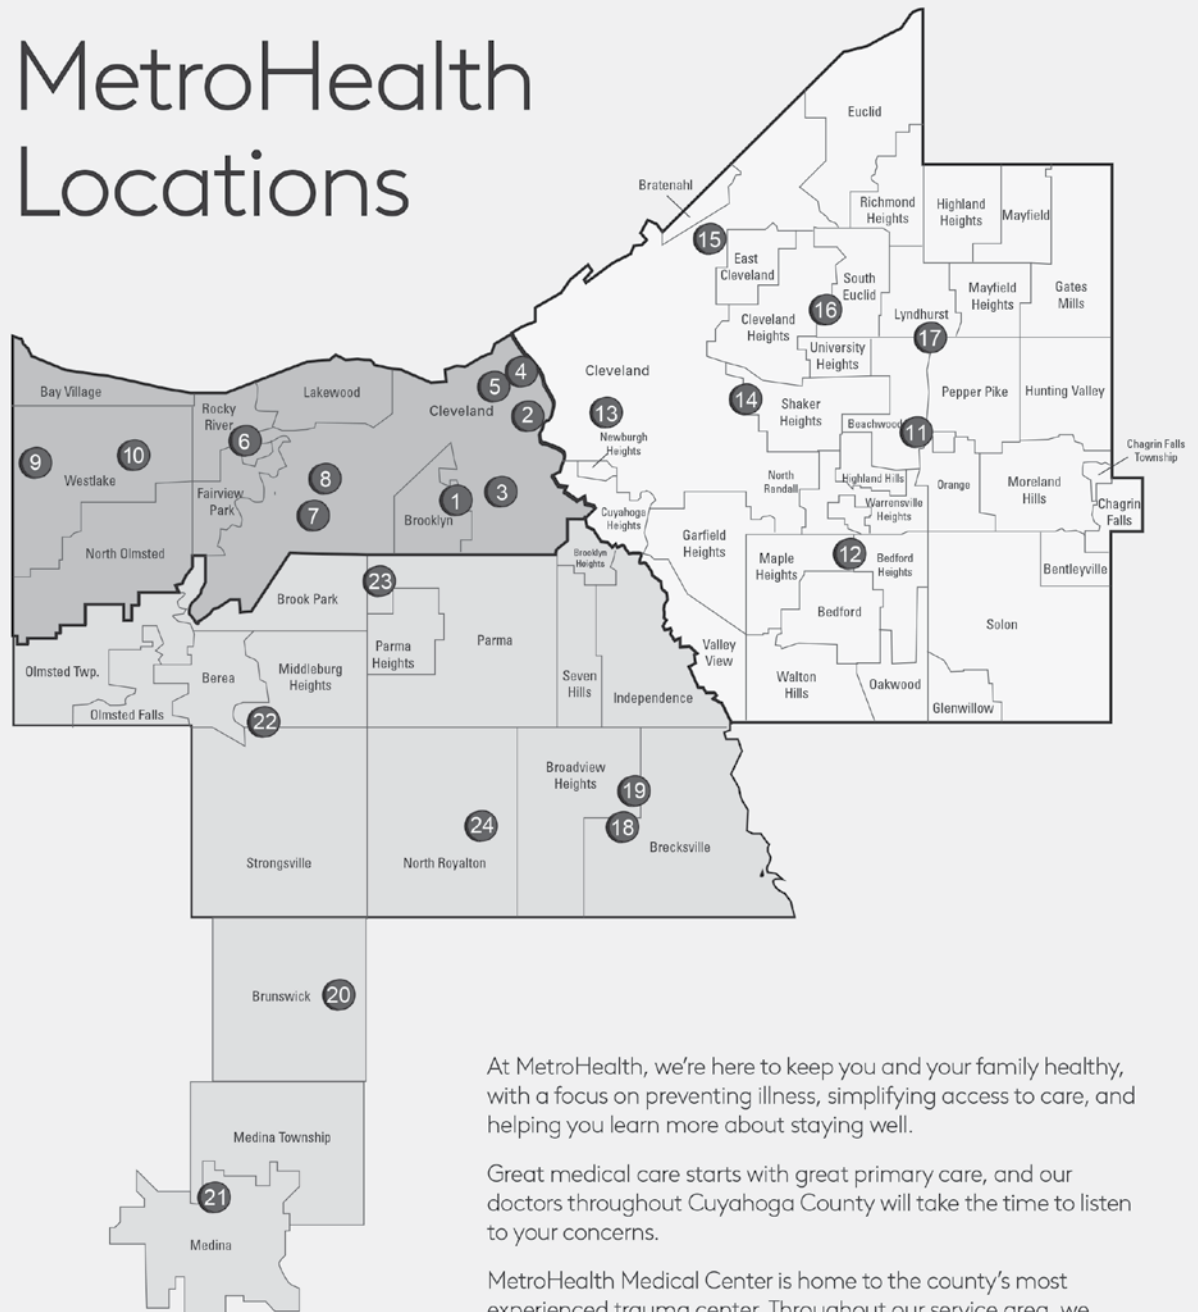 MetroHealth
Locations
Euclid
Bratenahl
Richmond
Heights
Highland
Heights
Mayfield
15
East
Cleveland
South
Euclid
Mayfield
Heights
Gates
Mills
16
Cleveland
Heights
Lyndhurst
17
University
Heights
Bay Village
Lakewood
Rocky
River
Cleveland
4
5
2
Cleveland
13
14
Shaker
Heights
Pepper Pike
Hunting Valley
Beachwood
11
9
10
Westlake
6
8
7
Fairview
Park
1
3
Brooklyn
Newburgh
Heights
Chagrin Falls
Township
North
Randall
Highland Hills
Orange
Moreland
Hills
Chagrin
Falls
Warrensville
Heights
Cuyahoga
Heights
Garfield
Heights
North Olmsted
Brooklyn
Heights
Maple
Heights
12
Bedford
Heights
Bentleyville
23
Brook Park
Bedford
Solon
Parma
Heights
Parma
Valley
View
Olmsted Twp.
Berea
Middleburg
Heights
Seven
Hills
Independence
Walton
Hills
Oakwood
Glenwillow
Olmsted Falls
22
Broadview
Heights
19
18
24
Strongsville
North Royalton
Brecksville
Brunswick
20
Medina Township
21
Medina
At MetroHealth, we're here to keep you and your family healthy,
with a focus on preventing illness, simplifying access to care, and
helping you learn more about staying well.
Great medical care starts with great primary care, and our
doctors throughout Cuyahoga County will take the time to listen
to your concerns.
MetroHealth Medical Center is home to the county's most
experienced trauma center. Throughout our service area, we